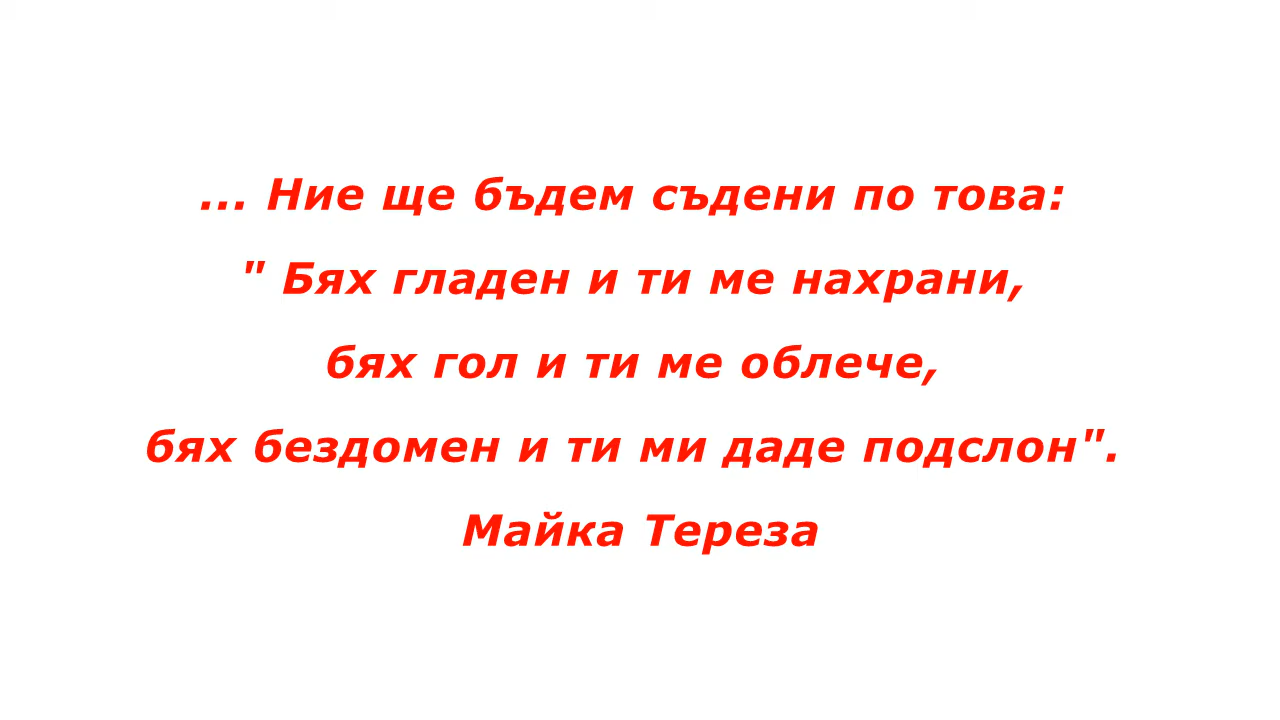 ... Ние ще бъдем съдени по това:
" Бях гладен и ти ме нахрани,
бях гол и ти ме облече,
бях бездомен и ти ми даде подслон".
Майка Тереза